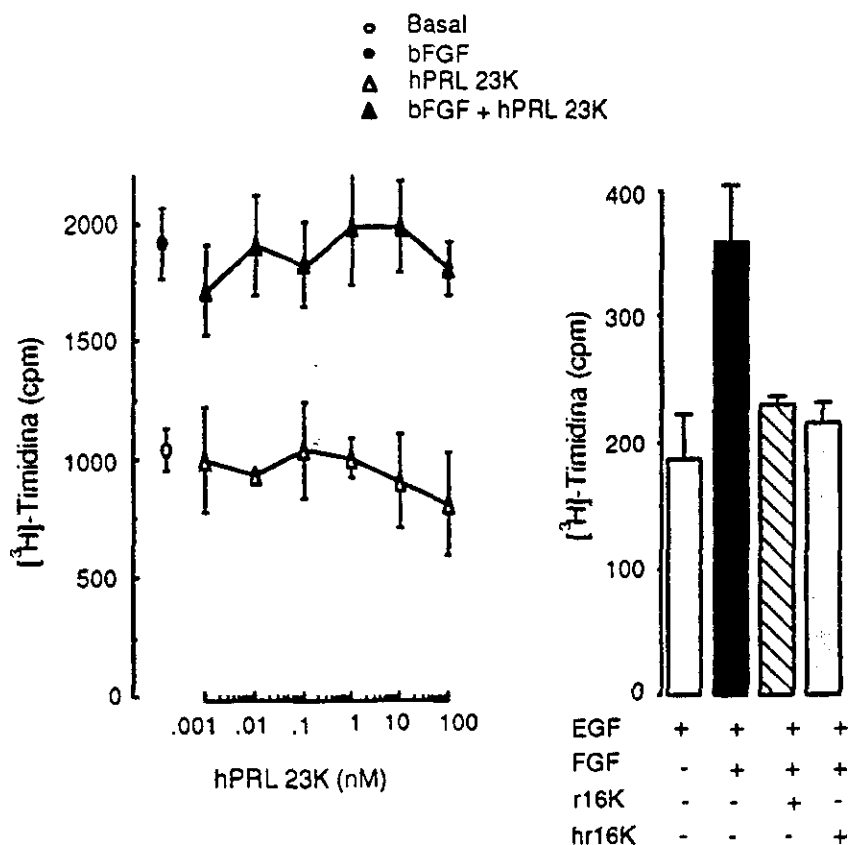 Basal
bFGF
hPRL 23K
bFGF + hPRL 23K
[³H]-Timidina (cpm)
2000
1500
1000
500
0
.001 .01 .1 1 10 100
hPRL 23K (nM)
[³H]-Timidina (cpm)
400
300
200
100
0
EGF + + + +
FGF - + + +
r16K - - + -
hr16K - - - +